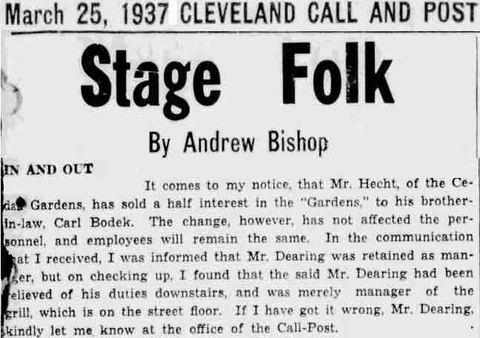 March 25, 1937 CLEVELAND CALL AND POST
Stage Folk
By Andrew Bishop
IN AND OUT
It comes to my notice, that Mr. Hecht, of the Ce-
dar Gardens, has sold a half interest in the "Gardens," to his brother-
in-law, Carl Bodek. The change, however, has not affected the per-
sonnel, and employees will remain the same. In the communication
that I received, I was informed that Mr. Dearing was retained as man-
ager, but on checking up, I found that the said Mr. Dearing had been
relieved of his duties downstairs, and was merely manager of the
grill, which is on the street floor. If I have got it wrong, Mr. Dearing,
kindly let me know at the office of the Call-Post.